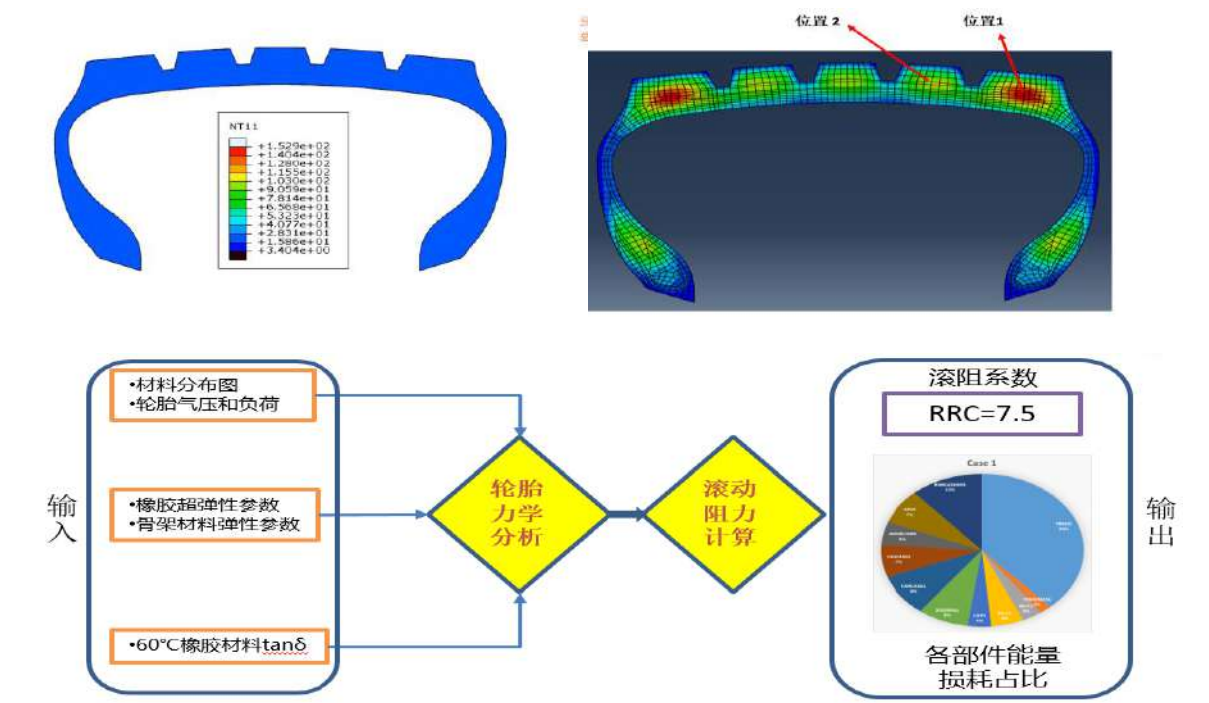 位置 2
位置1
NT11
+1.529e+02
+1.404e+02
+1.280e+02
+1.155e+02
+1.030e+02
+9.059e+01
+7.814e+01
+6.568e+01
+5.323e+01
+4.077e+01
+2.831e+01
+1.586e+01
+3.404e+00
输入
•材料分布图
•轮胎气压和负荷
•橡胶超弹性参数
•骨架材料弹性参数
•60℃橡胶材料tanδ
轮胎
力学
分析
滚动
阻力
计算
滚阻系数
RRC=7.5
Case 1
各部件能量
损耗占比
输出